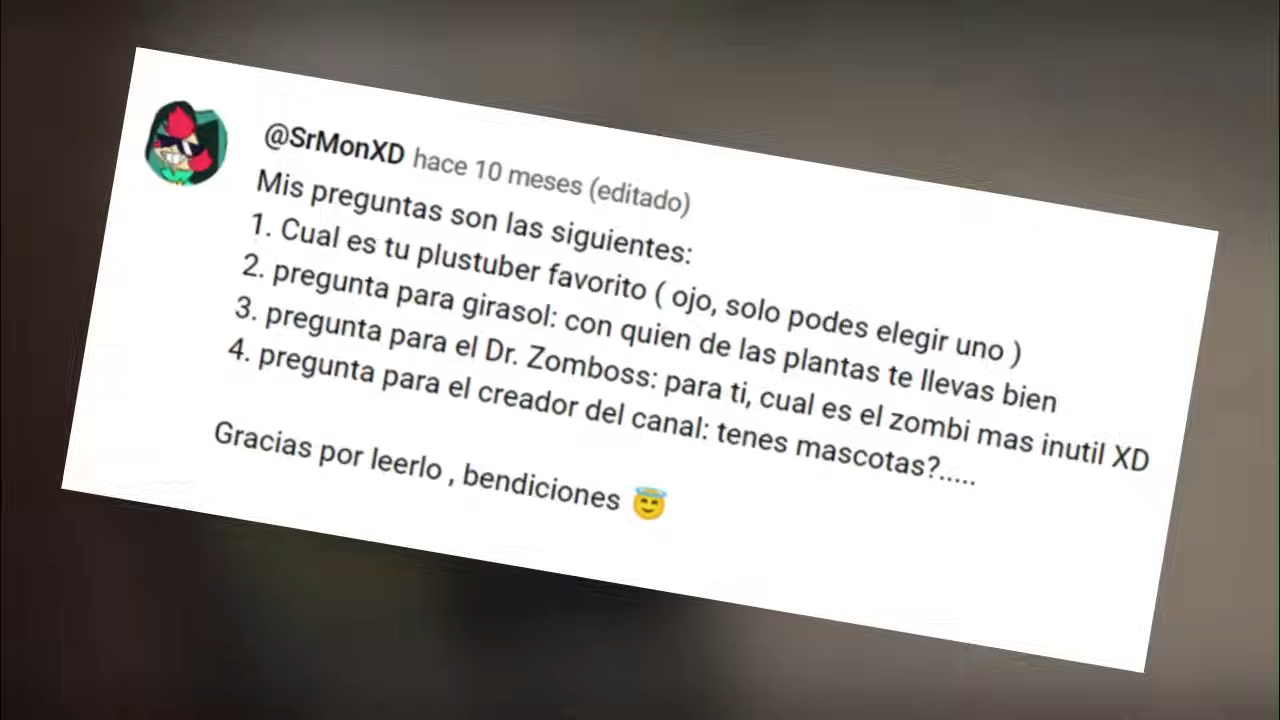 @SrMonXD hace 10 meses (editado)
Mis preguntas son las siguientes:
1. Cual es tu plustuber favorito ( ojo, solo podes elegir uno )
2. pregunta para girasol: con quien de las plantas te llevas bien
3. pregunta para el Dr. Zomboss: para ti, cual es el zombi mas inutil XD
4. pregunta para el creador del canal: tenes mascotas?.....
Gracias por leerlo , bendiciones 😇